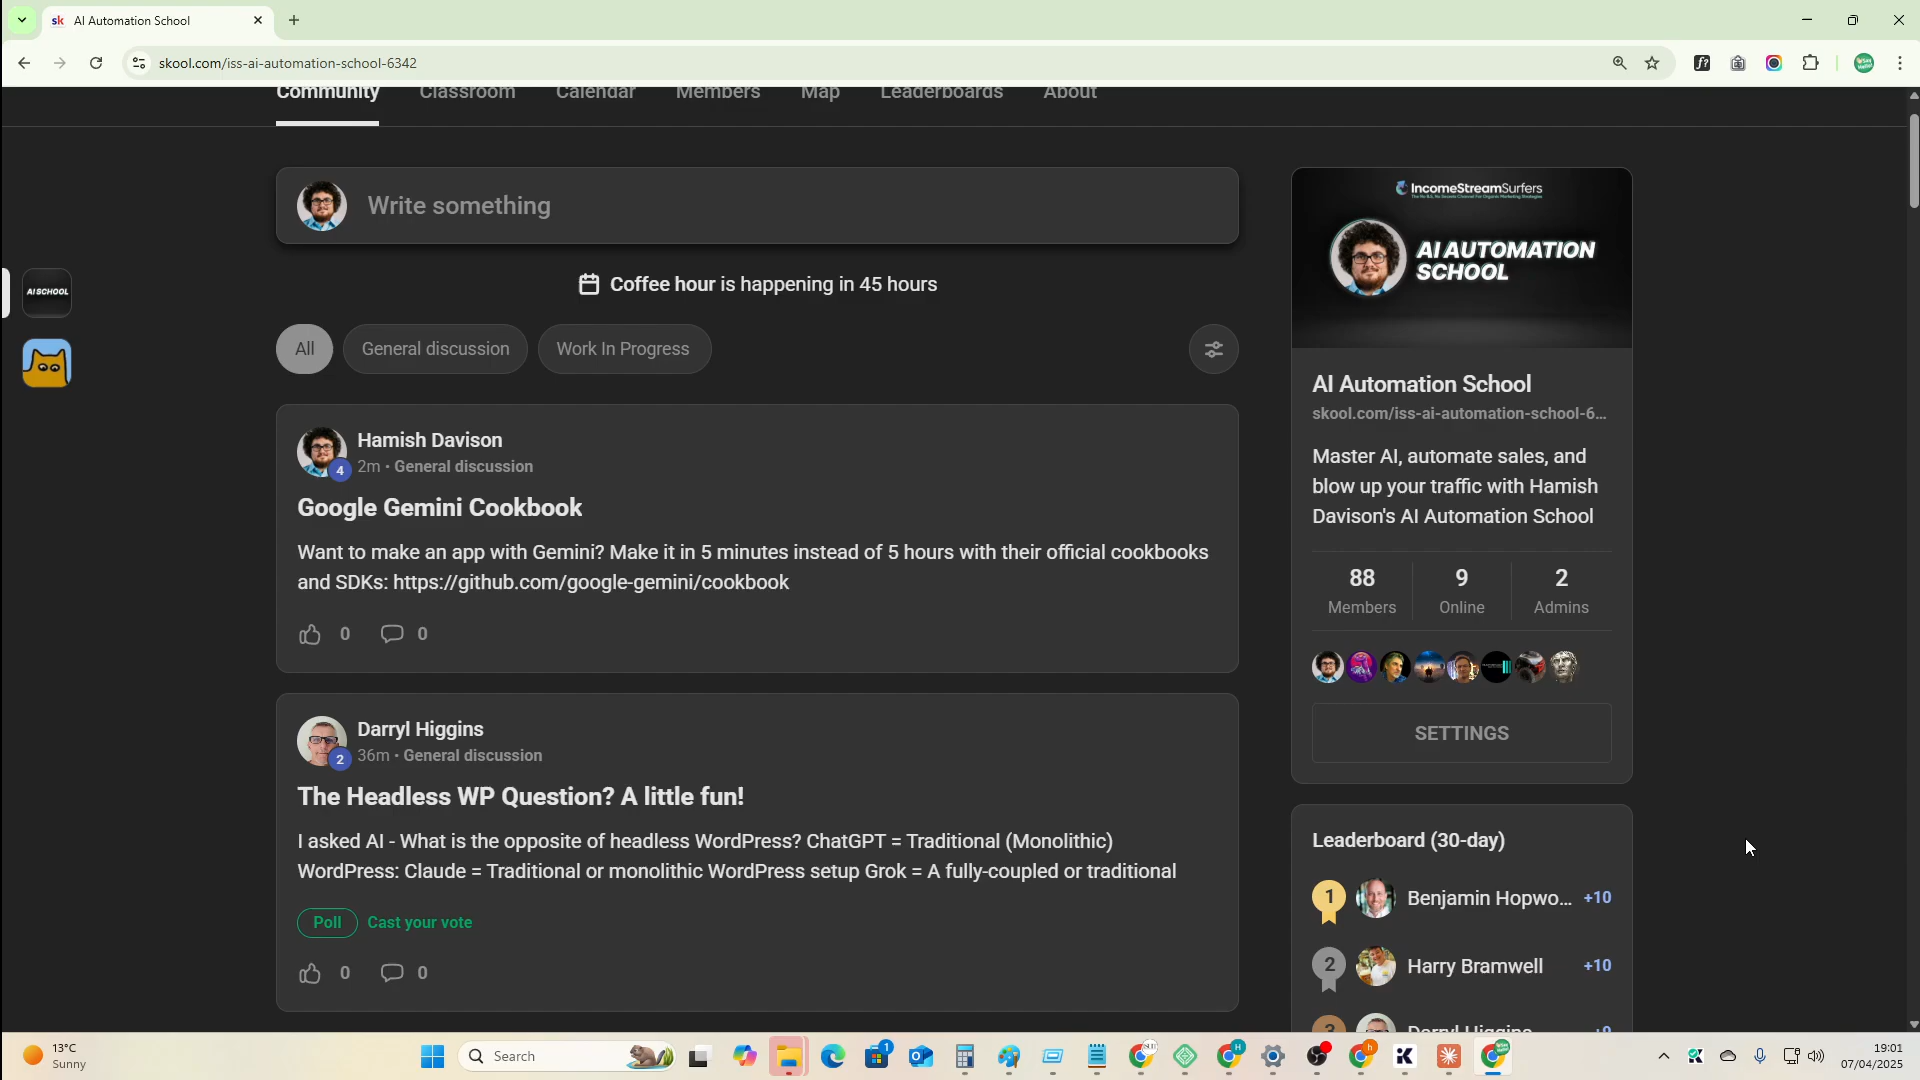 sk AI Automation School
skool.com/iss-ai-automation-school-6342
Community Classroom Calendar Members Map Leaderboards About
Write something
Coffee hour is happening in 45 hours
All General discussion Work In Progress
AI SCHOOL
Hamish Davison
4 2m • General discussion
Google Gemini Cookbook
Want to make an app with Gemini? Make it in 5 minutes instead of 5 hours with their official cookbooks
and SDKs: https://github.com/google-gemini/cookbook
0 0
Darryl Higgins
2 36m • General discussion
The Headless WP Question? A little fun!
I asked AI - What is the opposite of headless WordPress? ChatGPT = Traditional (Monolithic)
WordPress: Claude = Traditional or monolithic WordPress setup Grok = A fully-coupled or traditional
Poll Cast your vote
0 0
IncomeStreamSurfers
AI AUTOMATION
SCHOOL
AI Automation School
skool.com/iss-ai-automation-school-6...
Master AI, automate sales, and
blow up your traffic with Hamish
Davison's AI Automation School
88 9 2
Members Online Admins
SETTINGS
Leaderboard (30-day)
1 Benjamin Hopwo... +10
2 Harry Bramwell +10
3 Darryl Higgins +9
13°C
Sunny
Search
19:01
07/04/2025